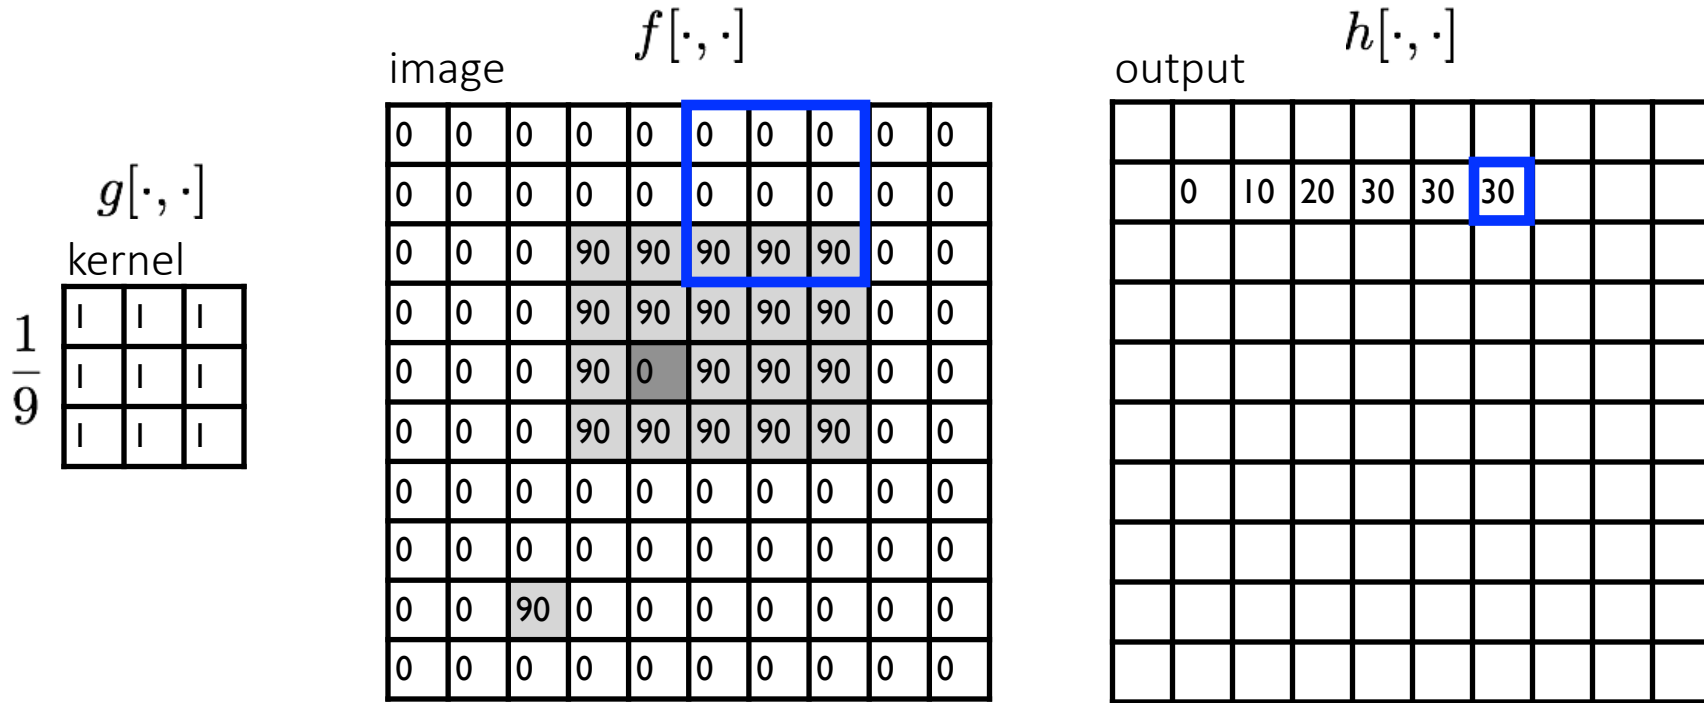 f[·, ·]
h[·, ·]
image
output
g[·, ·]
kernel
1/9
1 1 1
1 1 1
1 1 1
0 0 0 0 0 0 0 0 0 0
0 0 0 0 0 0 0 0 0 0
0 0 0 90 90 90 90 90 0 0
0 0 0 90 90 90 90 90 0 0
0 0 0 90 0 90 90 90 0 0
0 0 0 90 90 90 90 90 0 0
0 0 0 0 0 0 0 0 0 0
0 0 0 0 0 0 0 0 0 0
0 0 90 0 0 0 0 0 0 0
0 0 0 0 0 0 0 0 0 0
0 10 20 30 30 30